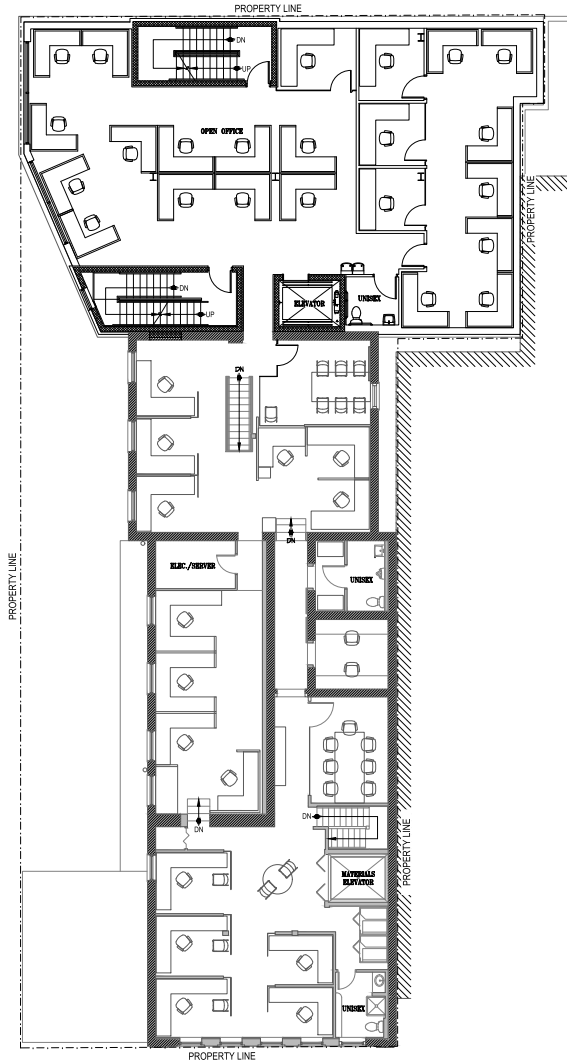 PROPERTY LINE
DN
UP
OPEN OFFICE
PROPERTY LINE
DN
UP
ELEVATOR
UNISEX
DN
DN
PROPERTY LINE
ELEC./SERVER
UNISEX
DN
DN
PROPERTY LINE
MATERIALS
ELEVATOR
UNISEX
PROPERTY LINE